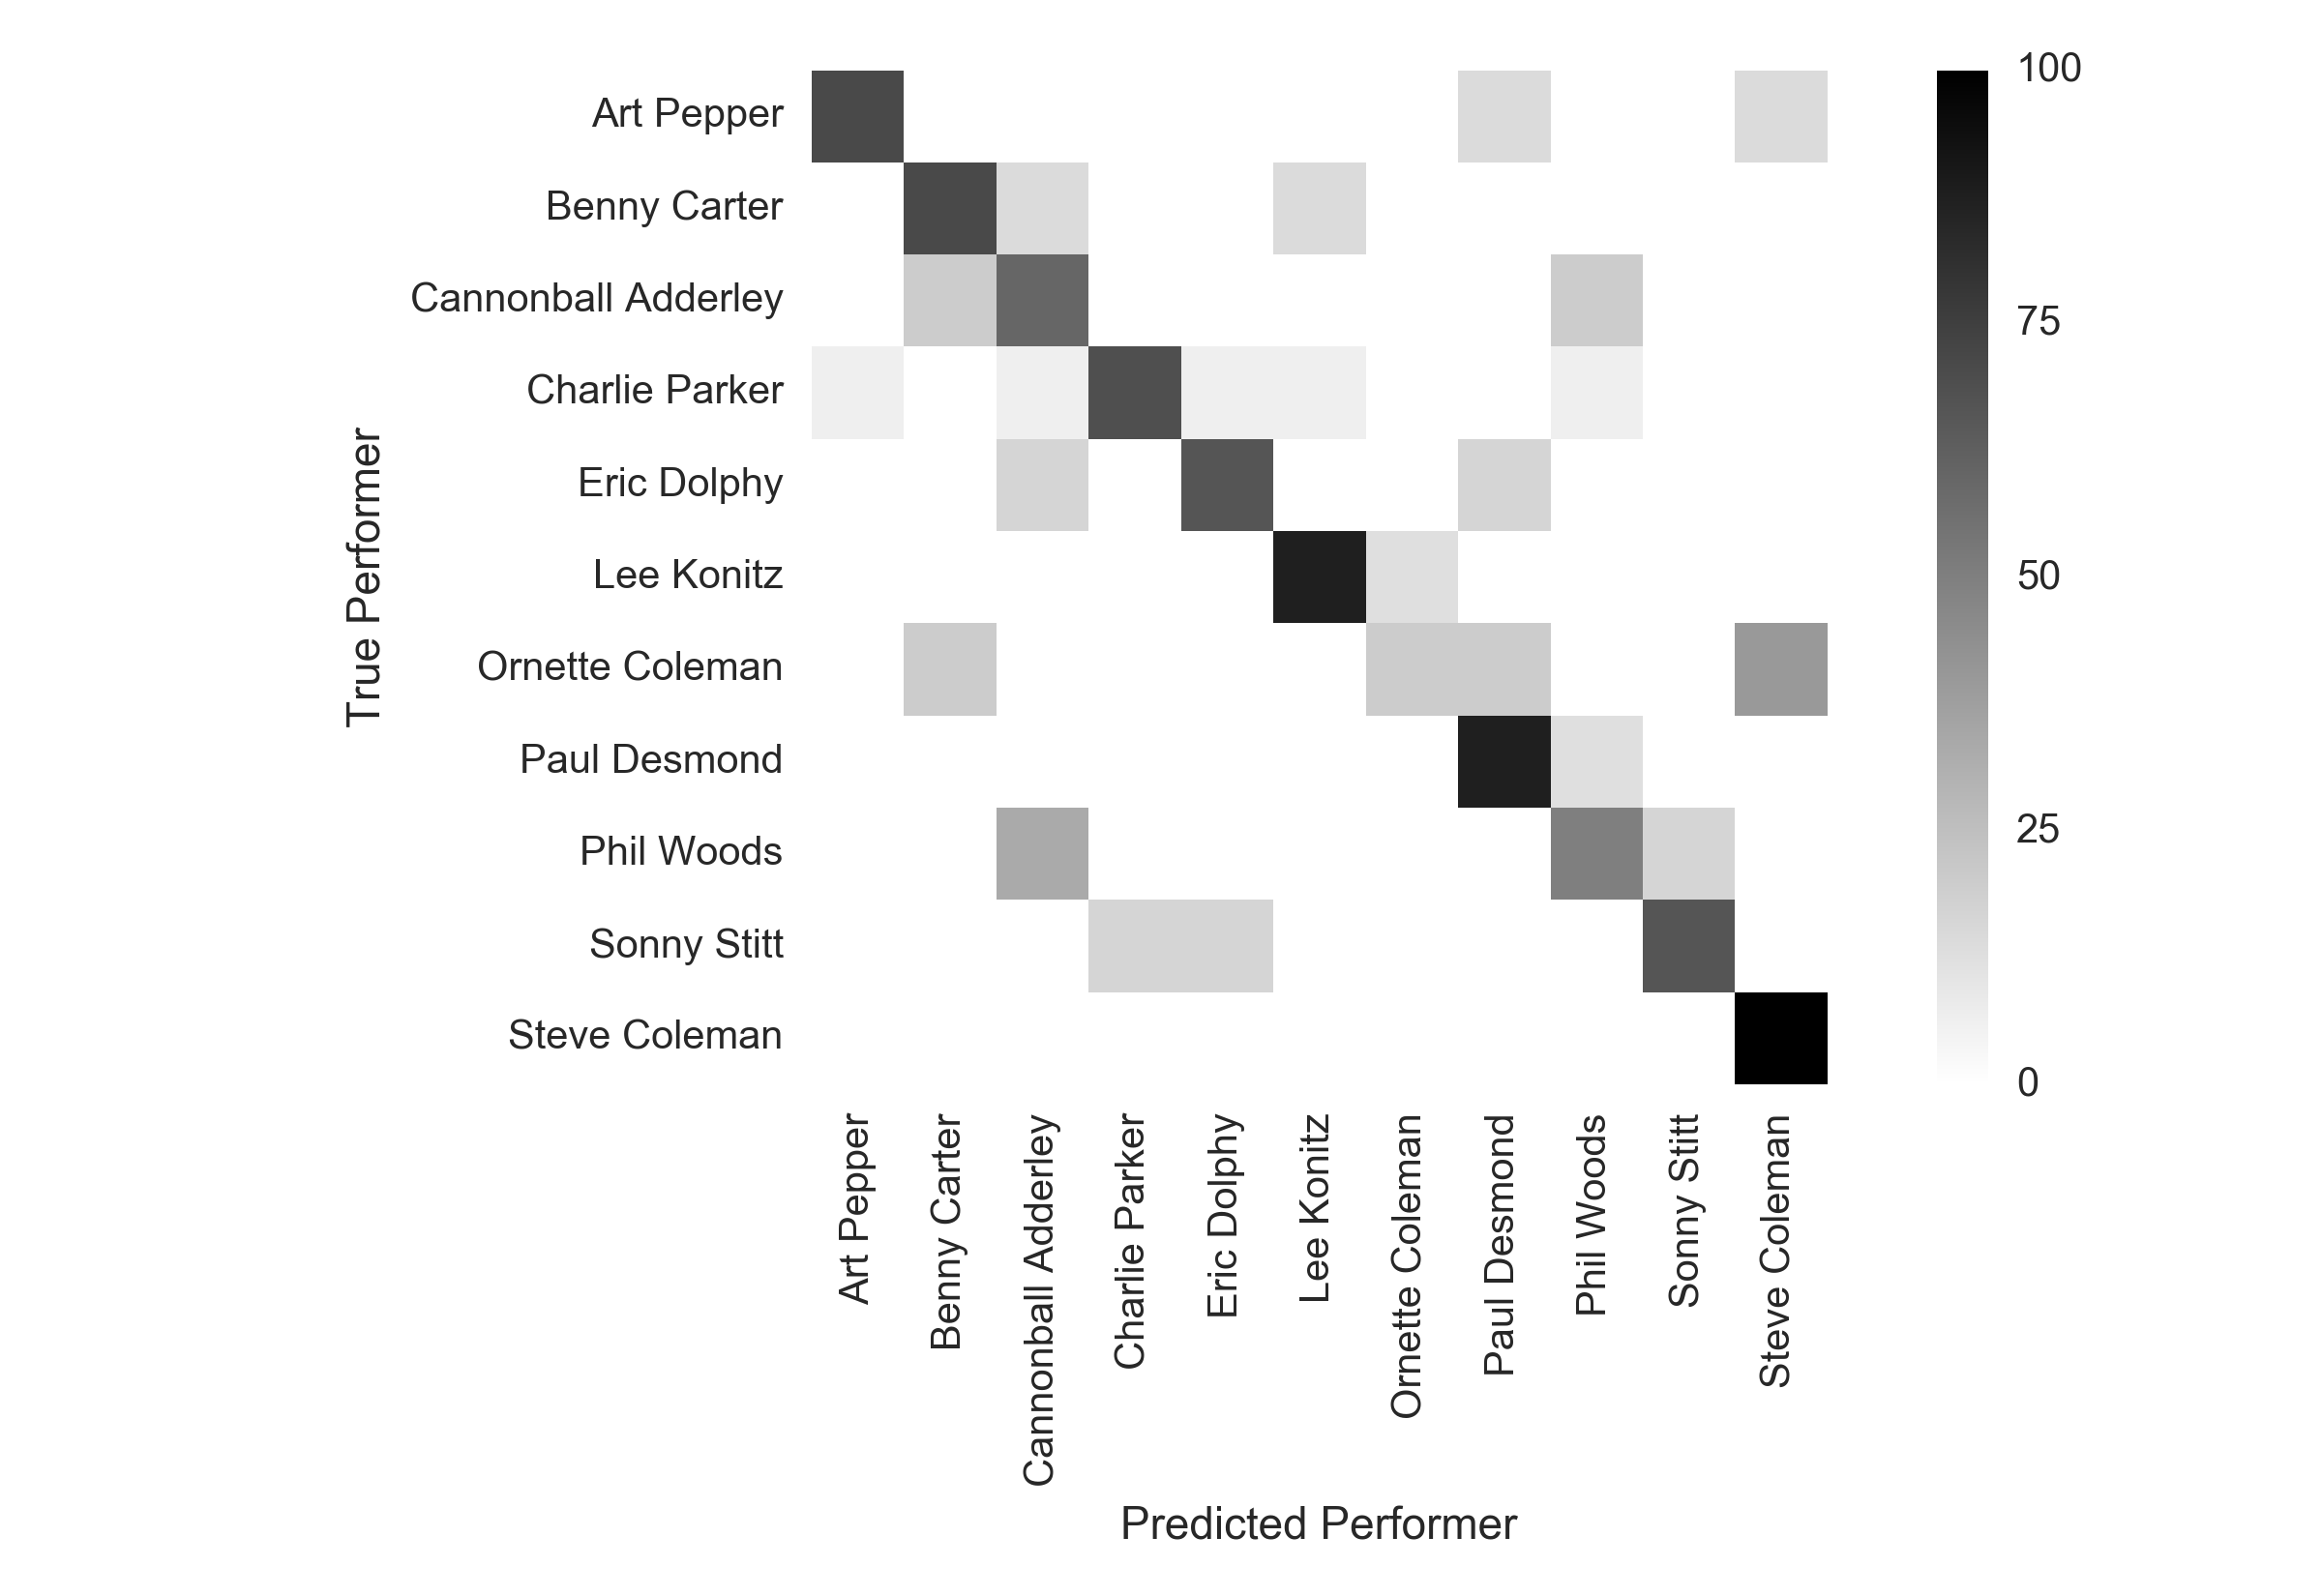 True Performer
Art Pepper
Benny Carter
Cannonball Adderley
Charlie Parker
Eric Dolphy
Lee Konitz
Ornette Coleman
Paul Desmond
Phil Woods
Sonny Stitt
Steve Coleman
Art Pepper
Benny Carter
Cannonball Adderley
Charlie Parker
Eric Dolphy
Lee Konitz
Ornette Coleman
Paul Desmond
Phil Woods
Sonny Stitt
Steve Coleman
Predicted Performer
100
75
50
25
0